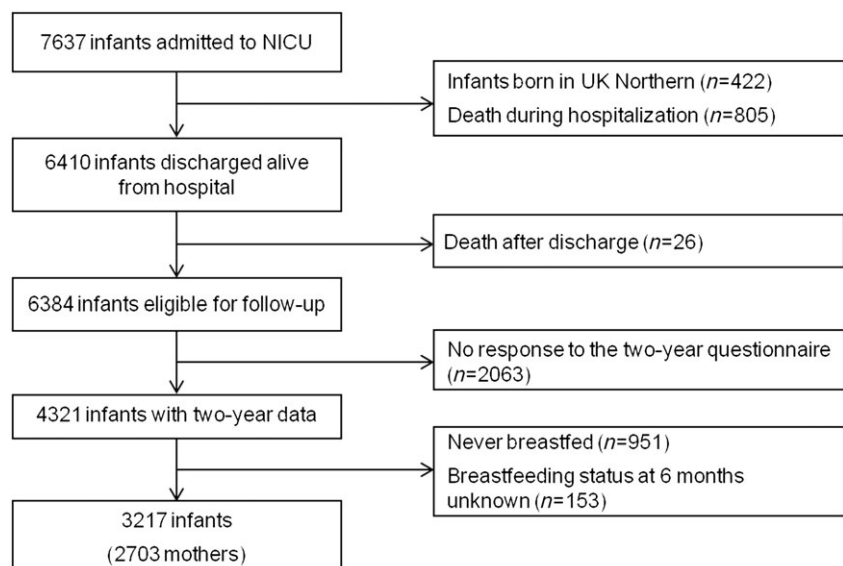 7637 infants admitted to NICU
Infants born in UK Northern (n=422)
Death during hospitalization (n=805)
6410 infants discharged alive
from hospital
Death after discharge (n=26)
6384 infants eligible for follow-up
No response to the two-year questionnaire
(n=2063)
4321 infants with two-year data
Never breastfed (n=951)
Breastfeeding status at 6 months
unknown (n=153)
3217 infants
(2703 mothers)